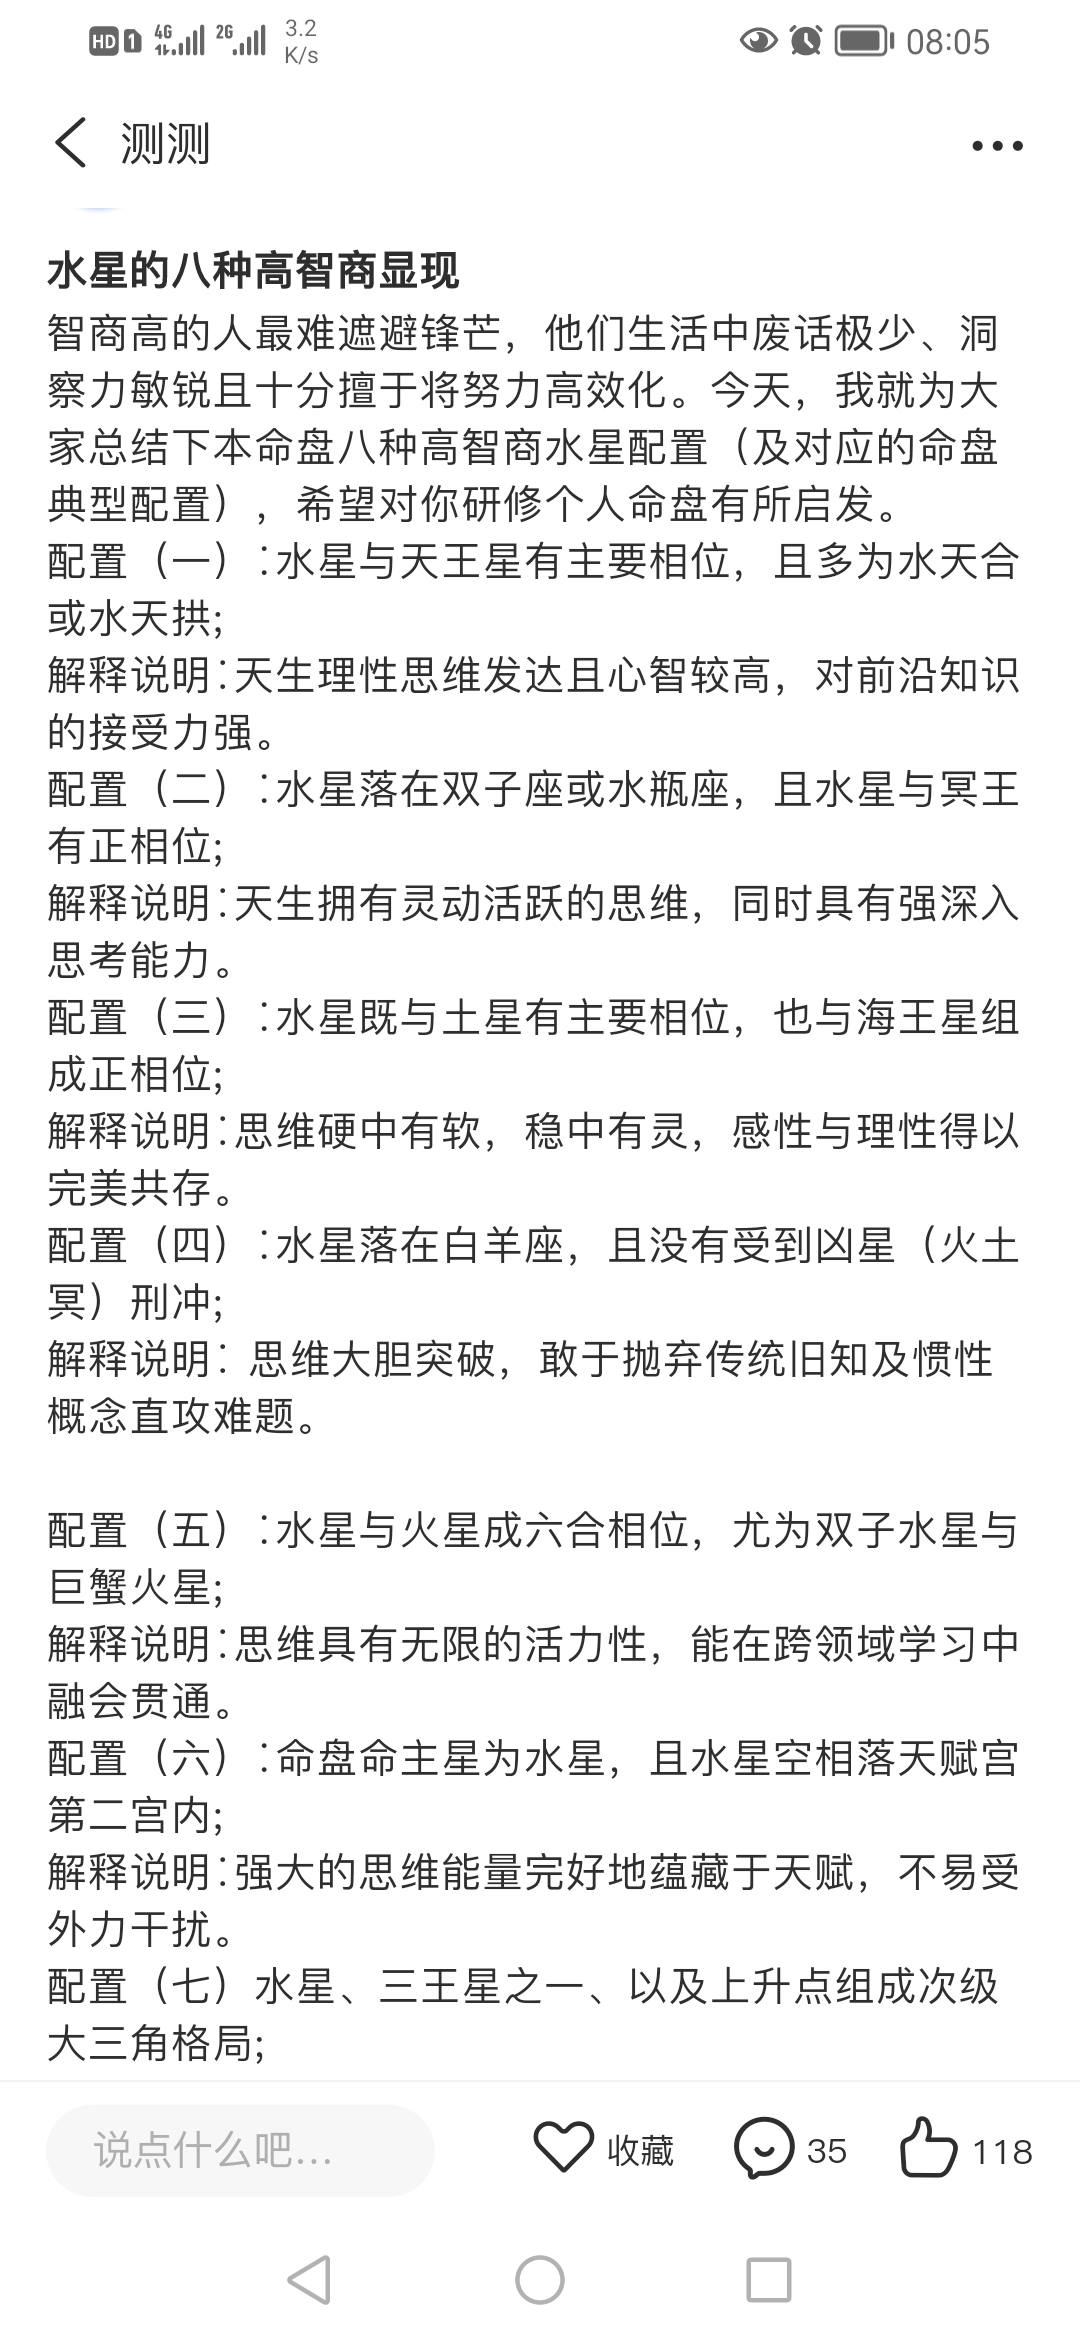 HD 1 4G 2G 3.2 K/s 08:05
测测
水星的八种高智商显现
智商高的人最难遮避锋芒，他们生活中废话极少、洞
察力敏锐且十分擅于将努力高效化。今天，我就为大
家总结下本命盘八种高智商水星配置（及对应的命盘
典型配置），希望对你研修个人命盘有所启发。
配置（一）:水星与天王星有主要相位，且多为水天合
或水天拱;
解释说明:天生理性思维发达且心智较高，对前沿知识
的接受力强。
配置（二）:水星落在双子座或水瓶座，且水星与冥王
有正相位;
解释说明:天生拥有灵动活跃的思维，同时具有强深入
思考能力。
配置（三）:水星既与土星有主要相位，也与海王星组
成正相位;
解释说明:思维硬中有软，稳中有灵，感性与理性得以
完美共存。
配置（四）:水星落在白羊座，且没有受到凶星（火土
冥）刑冲;
解释说明: 思维大胆突破，敢于抛弃传统旧知及惯性
概念直攻难题。
配置（五）:水星与火星成六合相位，尤为双子水星与
巨蟹火星;
解释说明:思维具有无限的活力性，能在跨领域学习中
融会贯通。
配置（六）:命盘命主星为水星，且水星空相落天赋宫
第二宫内;
解释说明:强大的思维能量完好地蕴藏于天赋，不易受
外力干扰。
配置（七）水星、三王星之一、以及上升点组成次级
大三角格局;
说点什么吧... 收藏 35 118